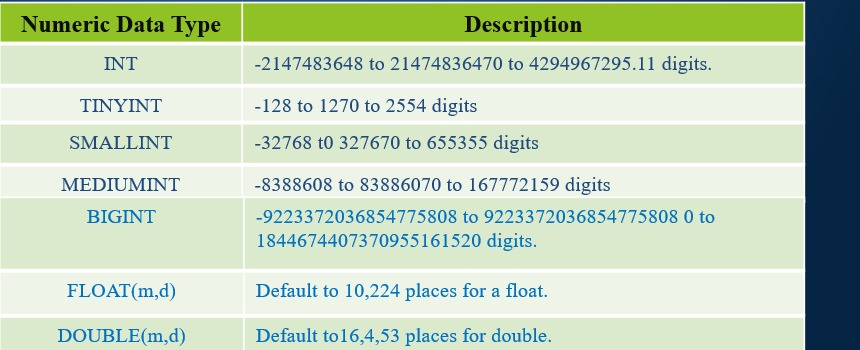 Numeric Data Type Description
INT -2147483648 to 21474836470 to 4294967295.11 digits.
TINYINT -128 to 1270 to 2554 digits
SMALLINT -32768 t0 327670 to 655355 digits
MEDIUMINT -8388608 to 83886070 to 167772159 digits
BIGINT -9223372036854775808 to 9223372036854775808 0 to
1844674407370955161520 digits.
FLOAT(m,d) Default to 10,224 places for a float.
DOUBLE(m,d) Default to16,4,53 places for double.